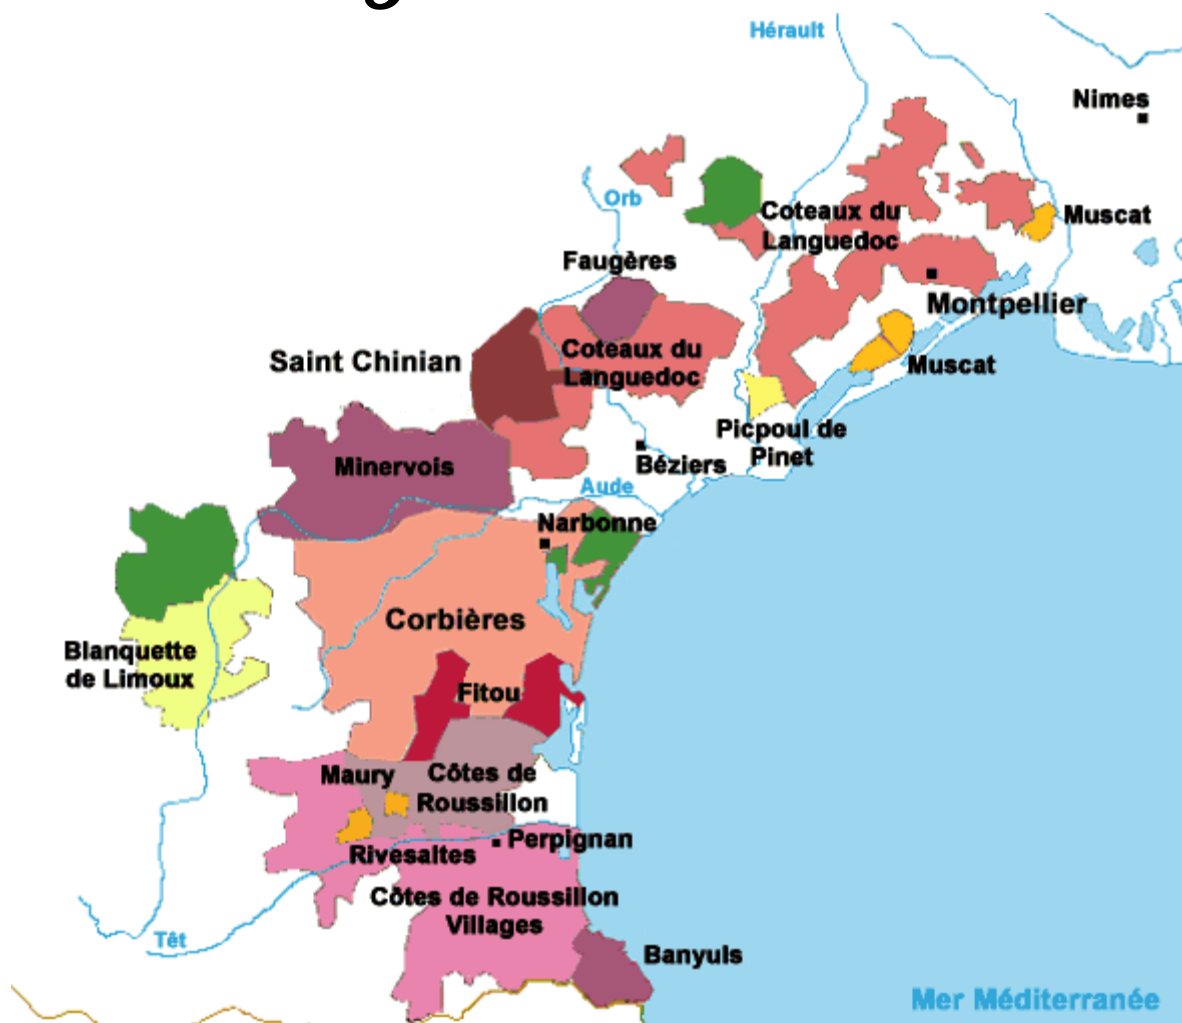 Hérault
Nimes
Orb
Coteaux du
Languedoc
Muscat
Faugères
Montpellier
Saint Chinian
Coteaux du
Languedoc
Muscat
Picpoul de
Pinet
Minervois
Béziers
Aude
Narbonne
Corbières
Blanquette
de Limoux
Fitou
Maury
Côtes de
Roussillon
Perpignan
Rivesaltes
Côtes de Roussillon
Villages
Têt
Banyuls
Mer Méditerranée